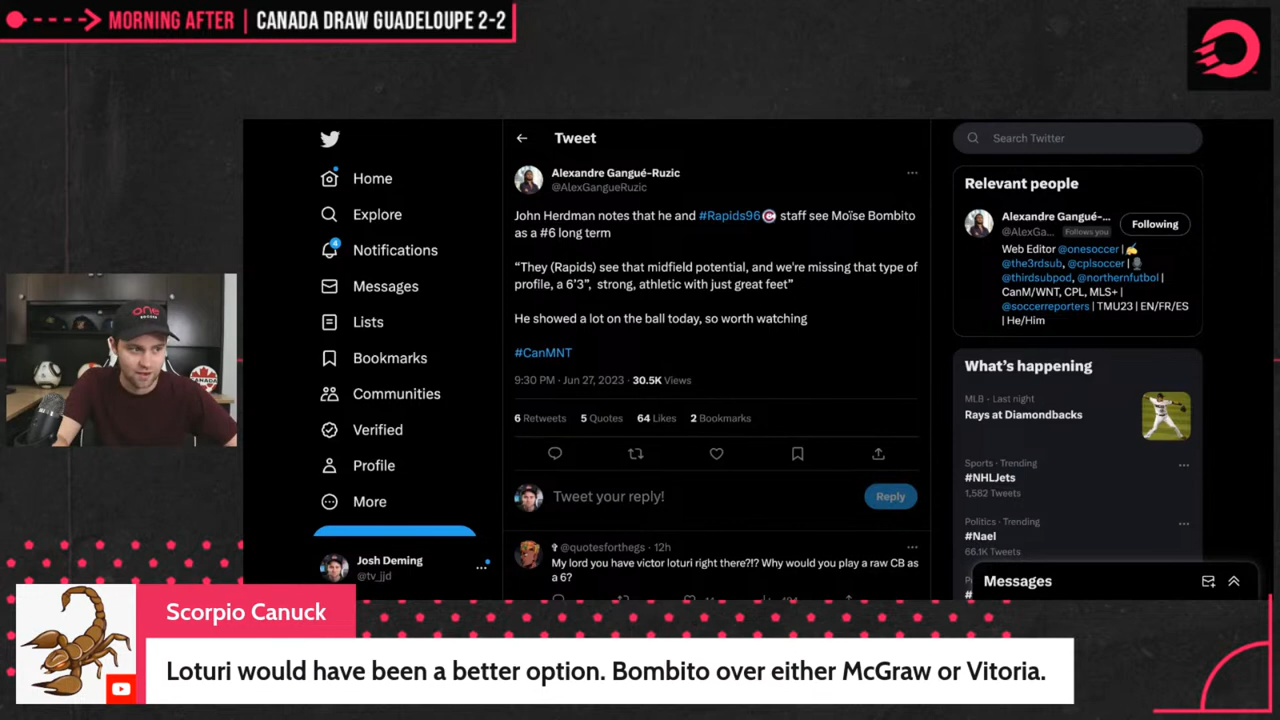 MORNING AFTER | CANADA DRAW GUADELOUPE 2-2
Home
Explore
4
Notifications
Messages
Lists
Bookmarks
Communities
Verified
Profile
More
Josh Deming
@tv_jjd
Tweet
Alexandre Gangué-Ruzic
@AlexGangueRuzic
John Herdman notes that he and #Rapids96 staff see Moïse Bombito
as a #6 long term
“They (Rapids) see that midfield potential, and we're missing that type of
profile, a 6’3”, strong, athletic with just great feet”
He showed a lot on the ball today, so worth watching
#CanMNT
9:30 PM · Jun 27, 2023 · 30.5K Views
6 Retweets 5 Quotes 64 Likes 2 Bookmarks
Tweet your reply!
Reply
@quotesforthegs · 12h
My lord you have victor loturi right there?!? Why would you play a raw CB as
a 6?
Search Twitter
Relevant people
Alexandre Gangué-...
@AlexGa... Follows you
Following
Web Editor @onesoccer |
@the3rdsub, @cplsoccer |
@thirdsubpod, @northernfutbol |
CanM/WNT, CPL, MLS+ |
@soccerreporters | TMU23 | EN/FR/ES
| He/Him
What's happening
MLB · Last night
Rays at Diamondbacks
Sports · Trending
#NHLJets
1,582 Tweets
Politics · Trending
#Nael
66.1K Tweets
Messages
one
CANADA
Scorpio Canuck
Loturi would have been a better option. Bombito over either McGraw or Vitoria.